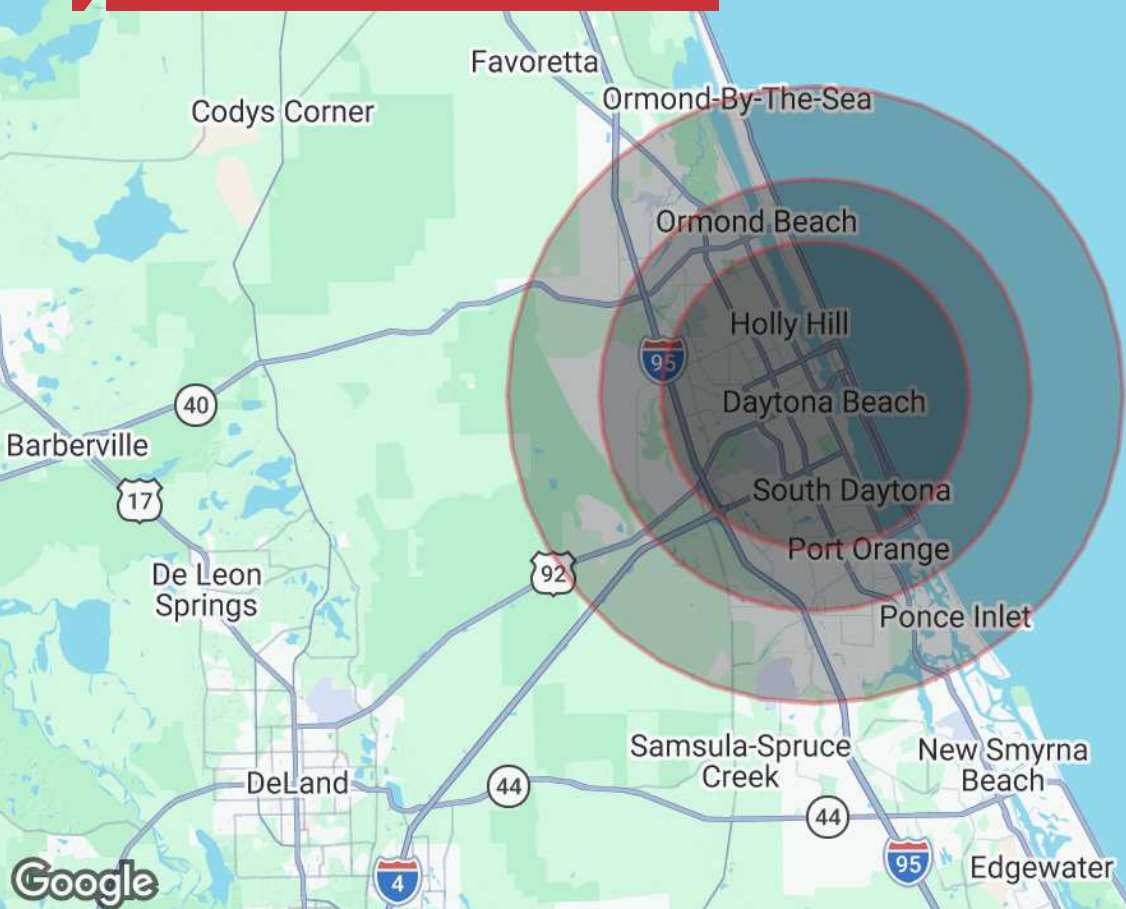 Favoretta
Ormond-By-The-Sea
Codys Corner
Ormond Beach
Holly Hill
95
Daytona Beach
40
Barberville
17
South Daytona
Port Orange
92
De Leon
Springs
Ponce Inlet
Samsula-Spruce
Creek
New Smyrna
Beach
DeLand
44
44
95
Edgewater
4
Google